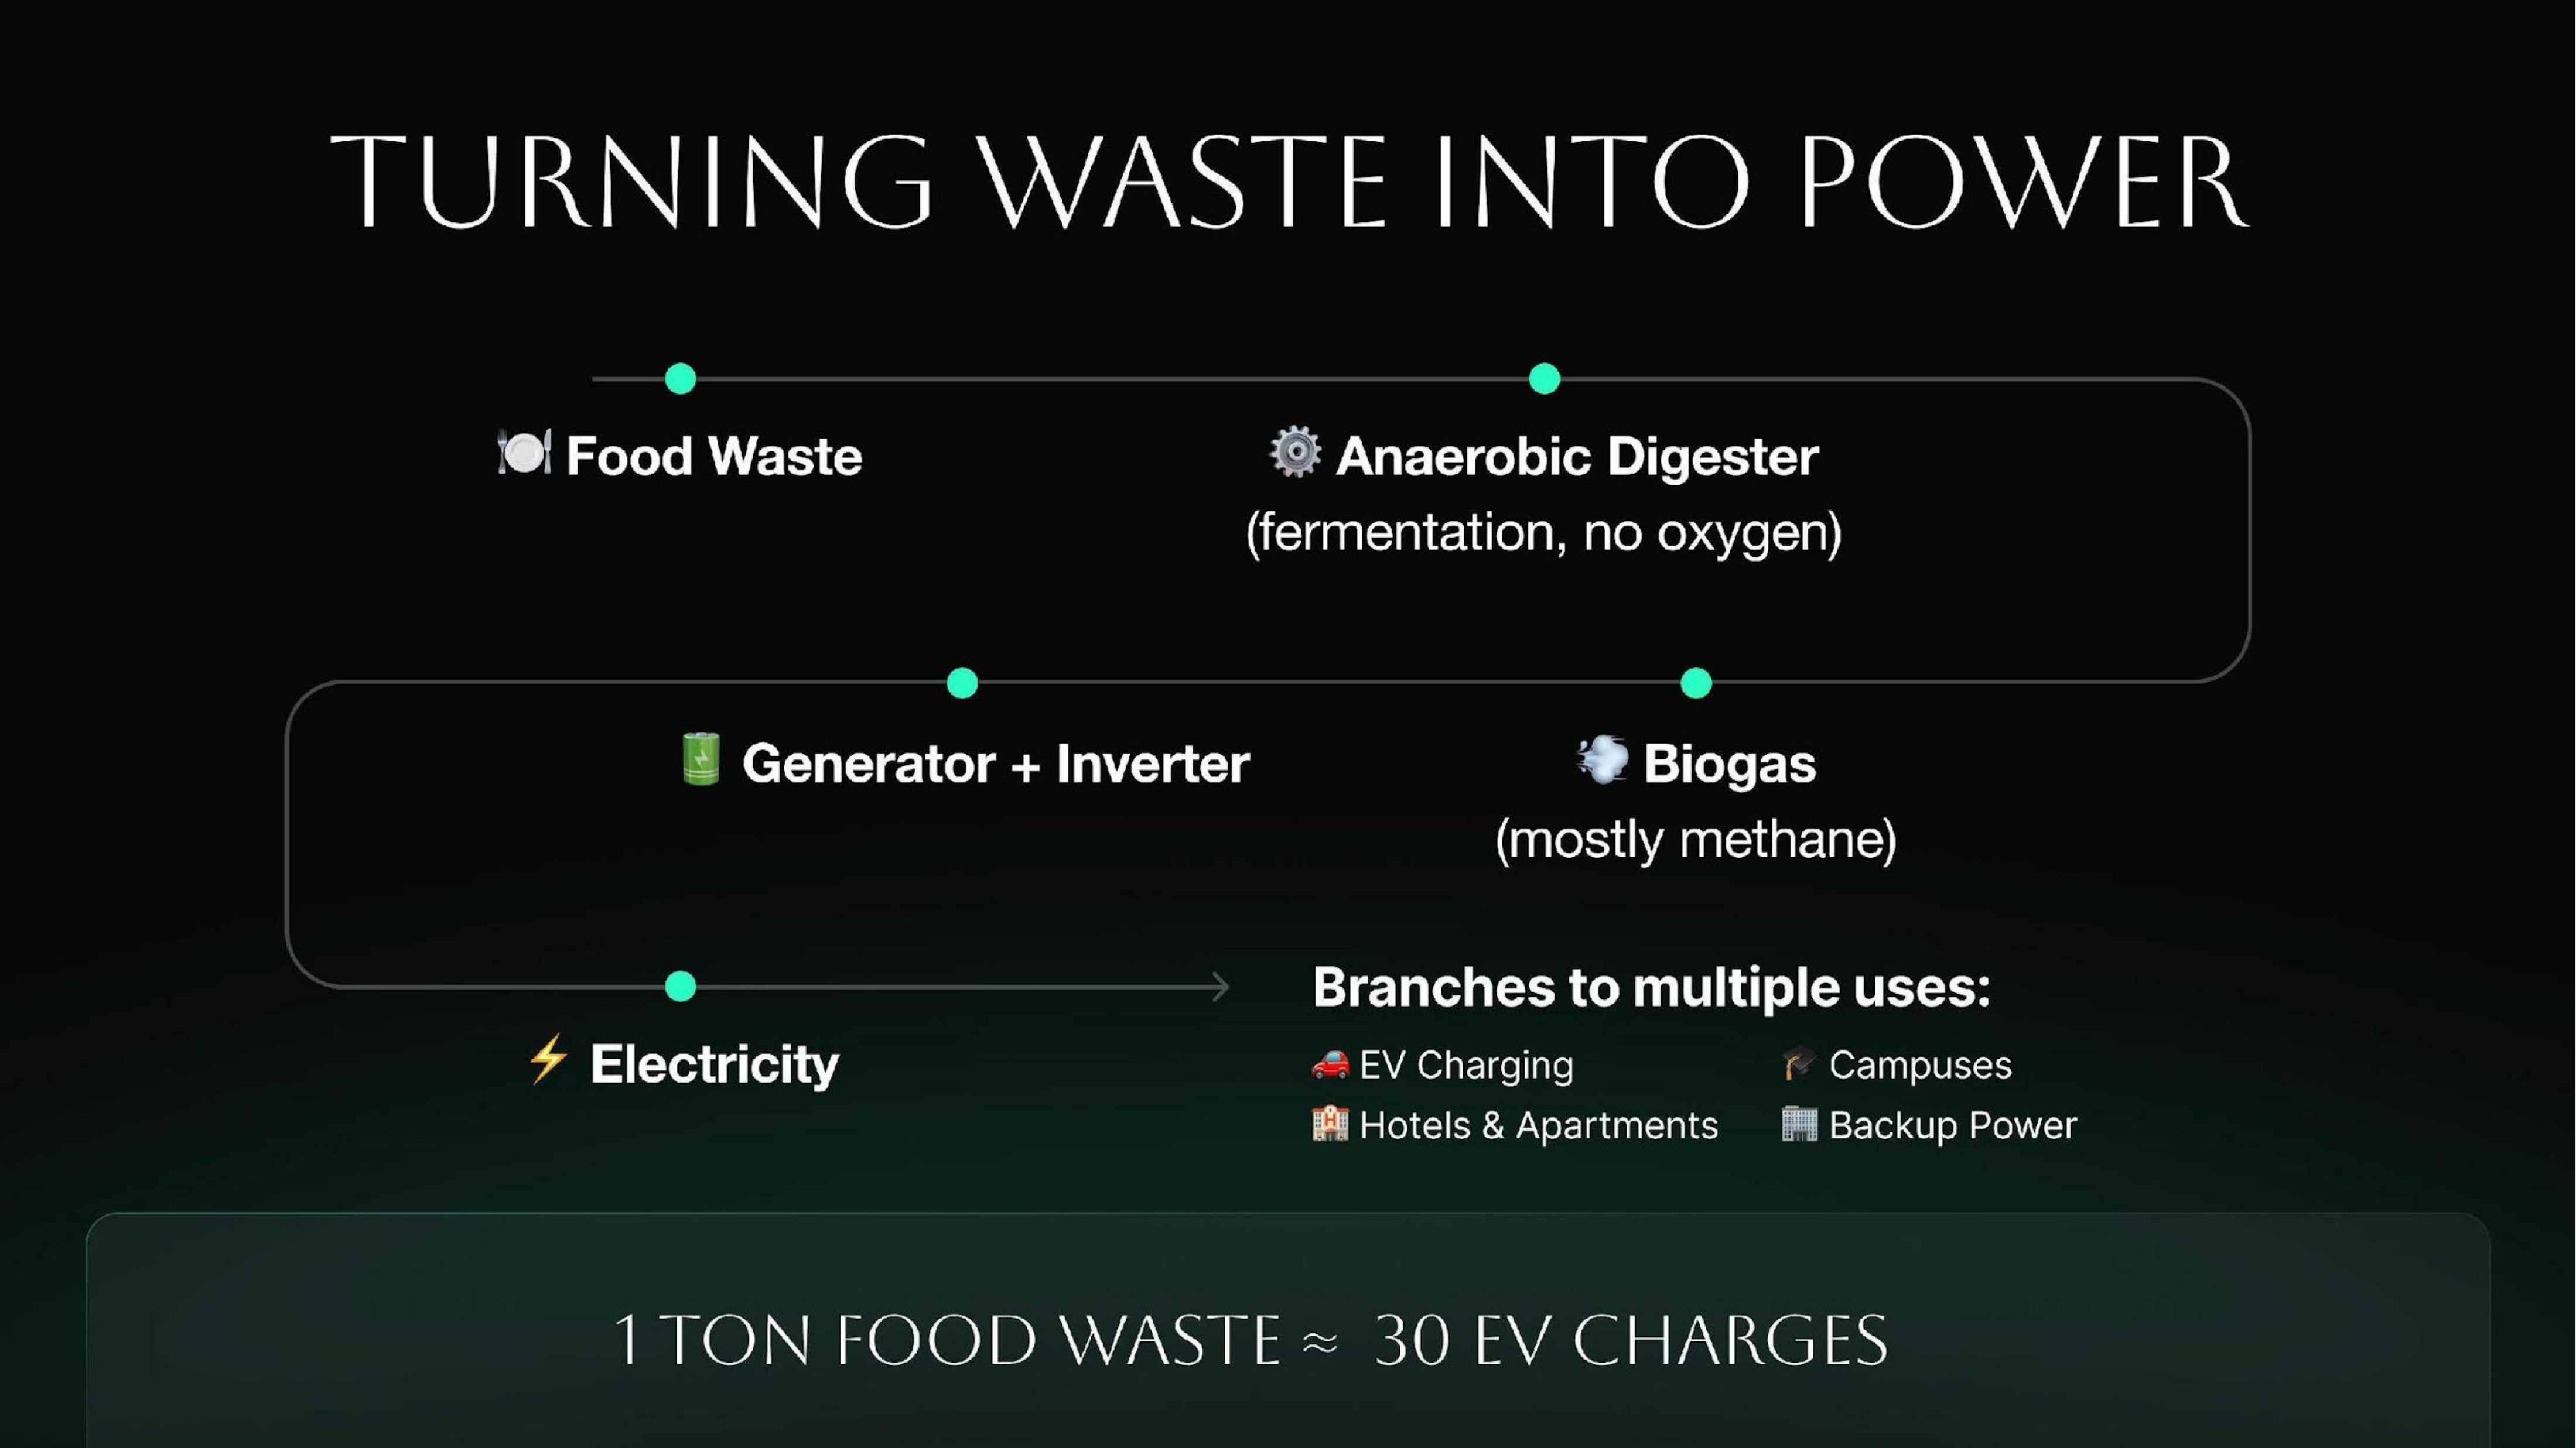 TURNING WASTE INTO POWER
🍽️ Food Waste
⚙️ Anaerobic Digester
(fermentation, no oxygen)
💨 Biogas
(mostly methane)
🔋 Generator + Inverter
⚡ Electricity
Branches to multiple uses:
🚗 EV Charging
🎓 Campuses
🏨 Hotels & Apartments
🏢 Backup Power
1 TON FOOD WASTE ≈ 30 EV CHARGES